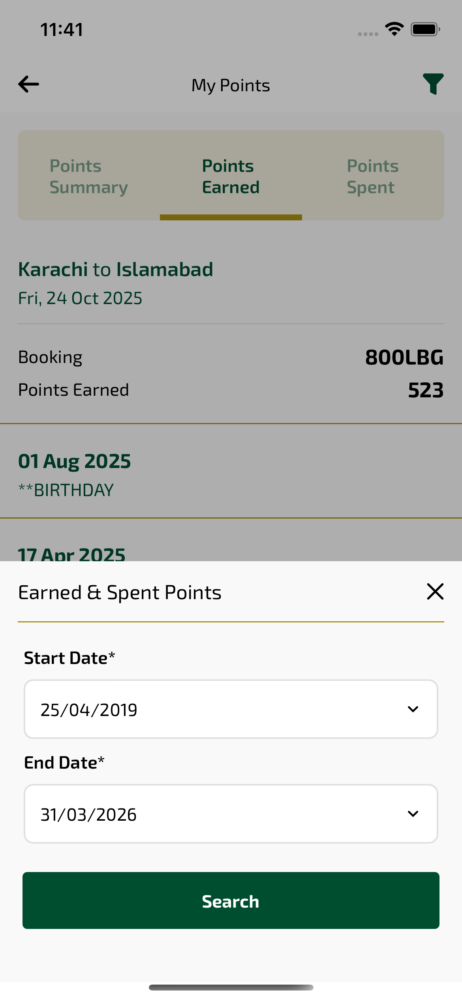 11:41
My Points
Points Summary
Points Earned
Points Spent
Karachi to Islamabad
Fri, 24 Oct 2025
Booking 800LBG
Points Earned 523
01 Aug 2025
**BIRTHDAY
17 Apr 2025
Earned & Spent Points
Start Date*
25/04/2019
End Date*
31/03/2026
Search